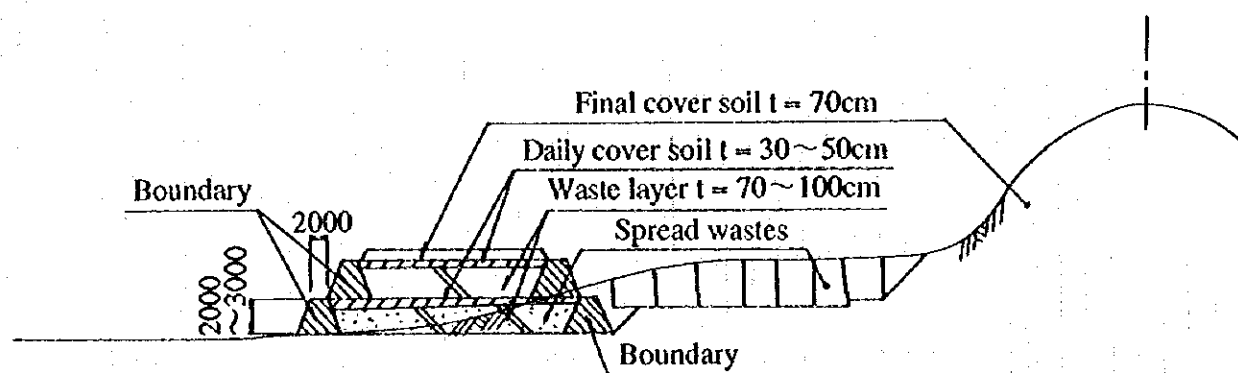 Final cover soil t = 70cm
Daily cover soil t = 30~50cm
Boundary
Waste layer t = 70~100cm
2000
Spread wastes
2000
~3000
Boundary